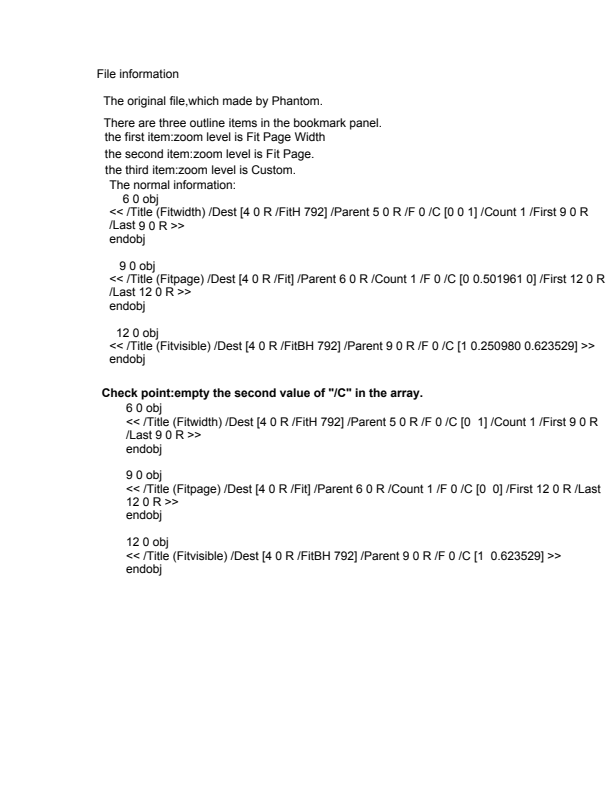 File information
The original file,which made by Phantom.
There are three outline items in the bookmark panel.
the first item:zoom level is Fit Page Width
the second item:zoom level is Fit Page.
the third item:zoom level is Custom.
The normal information:
6 0 obj
<< /Title (Fitwidth) /Dest [4 0 R /FitH 792] /Parent 5 0 R /F 0 /C [0 0 1] /Count 1 /First 9 0 R
/Last 9 0 R >>
endobj
9 0 obj
<< /Title (Fitpage) /Dest [4 0 R /Fit] /Parent 6 0 R /Count 1 /F 0 /C [0 0.501961 0] /First 12 0 R
/Last 12 0 R >>
endobj
12 0 obj
<< /Title (Fitvisible) /Dest [4 0 R /FitBH 792] /Parent 9 0 R /F 0 /C [1 0.250980 0.623529] >>
endobj
Check point:empty the second value of "/C" in the array.
6 0 obj
<< /Title (Fitwidth) /Dest [4 0 R /FitH 792] /Parent 5 0 R /F 0 /C [0  1] /Count 1 /First 9 0 R
/Last 9 0 R >>
endobj
9 0 obj
<< /Title (Fitpage) /Dest [4 0 R /Fit] /Parent 6 0 R /Count 1 /F 0 /C [0  0] /First 12 0 R /Last
12 0 R >>
endobj
12 0 obj
<< /Title (Fitvisible) /Dest [4 0 R /FitBH 792] /Parent 9 0 R /F 0 /C [1  0.623529] >>
endobj